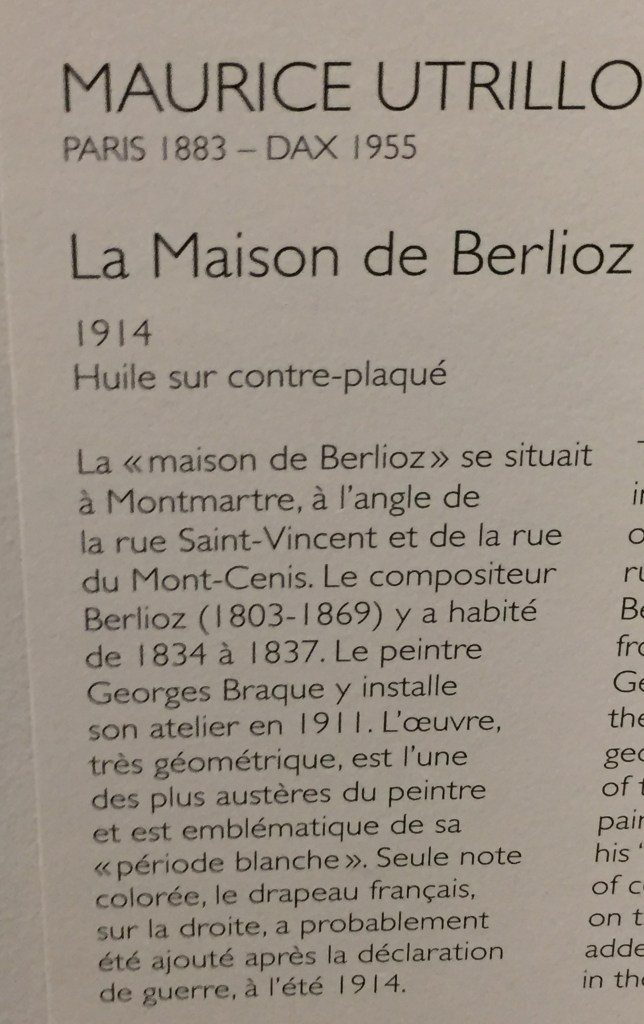 MAURICE UTRILLO
PARIS 1883 – DAX 1955
La Maison de Berlioz
1914
Huile sur contre-plaqué
La « maison de Berlioz » se situait
à Montmartre, à l'angle de
la rue Saint-Vincent et de la rue
du Mont-Cenis. Le compositeur
Berlioz (1803-1869) y a habité
de 1834 à 1837. Le peintre
Georges Braque y installe
son atelier en 1911. L'œuvre,
très géométrique, est l'une
des plus austères du peintre
et est emblématique de sa
« période blanche ». Seule note
colorée, le drapeau français,
sur la droite, a probablement
été ajouté après la déclaration
de guerre, à l'été 1914.